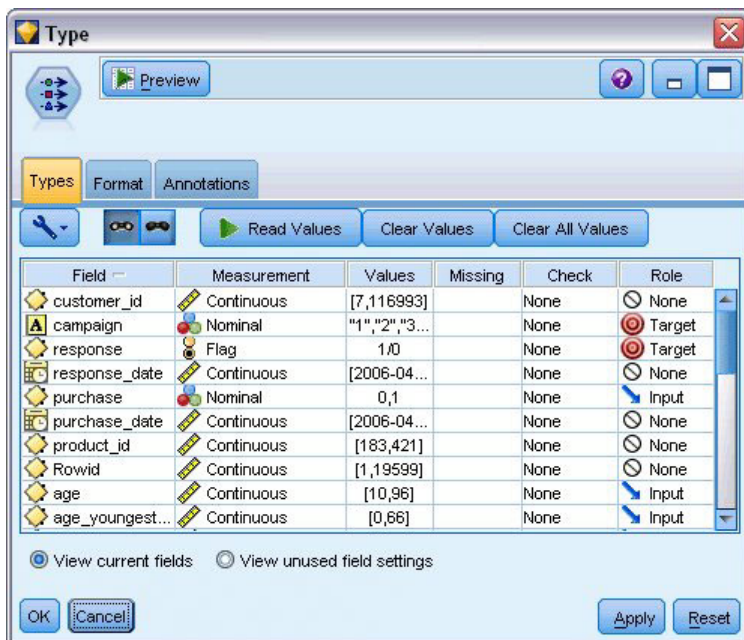 Type
Preview
Types Format Annotations
Read Values Clear Values Clear All Values
Field Measurement Values Missing Check Role
customer_id Continuous [7,116993] None None
A campaign Nominal "1","2","3... None Target
response Flag 1/0 None Target
response_date Continuous [2006-04... None None
purchase Nominal 0,1 None Input
purchase_date Continuous [2006-04... None None
product_id Continuous [183,421] None None
Rowid Continuous [1,19599] None None
age Continuous [10,96] None Input
age_youngest... Continuous [0,66] None Input
View current fields View unused field settings
OK Cancel Apply Reset